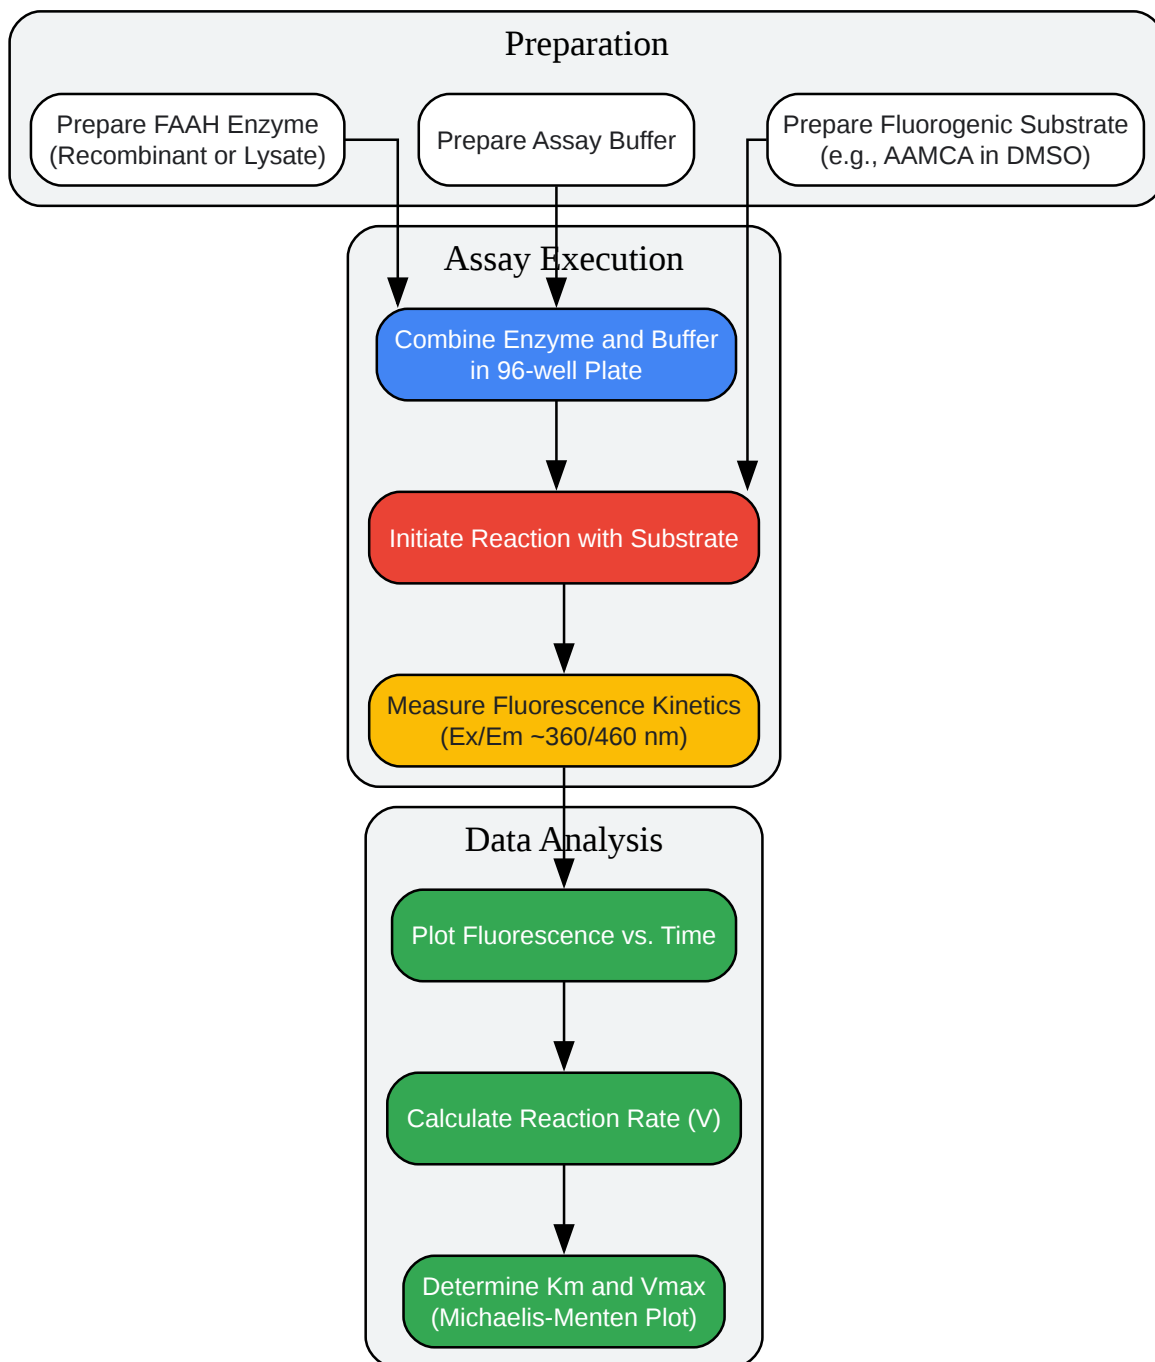 Preparation
Prepare FAAH Enzyme
(Recombinant or Lysate)
Prepare Assay Buffer
Prepare Fluorogenic Substrate
(e.g., AAMCA in DMSO)
Assay Execution
Combine Enzyme and Buffer
in 96-well Plate
Initiate Reaction with Substrate
Measure Fluorescence Kinetics
(Ex/Em ~360/460 nm)
Data Analysis
Plot Fluorescence vs. Time
Calculate Reaction Rate (V)
Determine Km and Vmax
(Michaelis-Menten Plot)